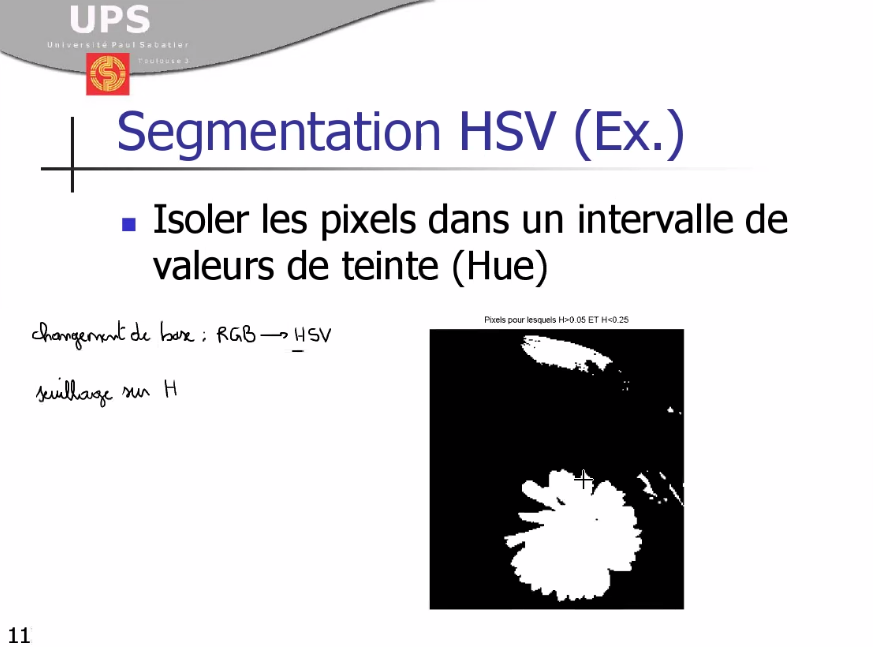 UPS
Université Paul Sabatier
Toulouse 3
Segmentation HSV (Ex.)
Isoler les pixels dans un intervalle de
valeurs de teinte (Hue)
Pixels pour lesquels H>0.05 ET H<0.25
changement de base : RGB → HSV
seuillage sur H
11